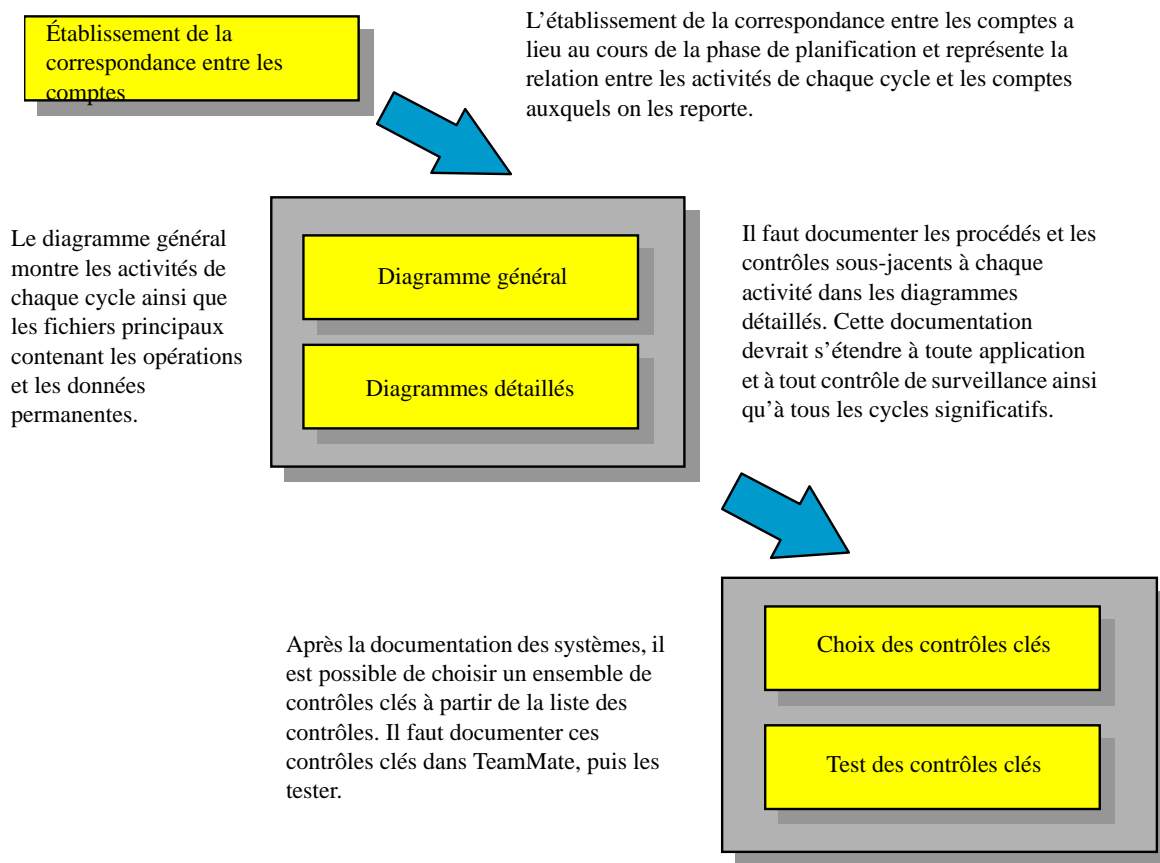 Établissement de la
correspondance entre les
comptes
L'établissement de la correspondance entre les comptes a
lieu au cours de la phase de planification et représente la
relation entre les activités de chaque cycle et les comptes
auxquels on les reporte.
Le diagramme général
montre les activités de
chaque cycle ainsi que
les fichiers principaux
contenant les opérations
et les données
permanentes.
Diagramme général
Diagrammes détaillés
Il faut documenter les procédés et les
contrôles sous-jacents à chaque
activité dans les diagrammes
détaillés. Cette documentation
devrait s'étendre à toute application
et à tout contrôle de surveillance ainsi
qu'à tous les cycles significatifs.
Après la documentation des systèmes, il
est possible de choisir un ensemble de
contrôles clés à partir de la liste des
contrôles. Il faut documenter ces
contrôles clés dans TeamMate, puis les
tester.
Choix des contrôles clés
Test des contrôles clés